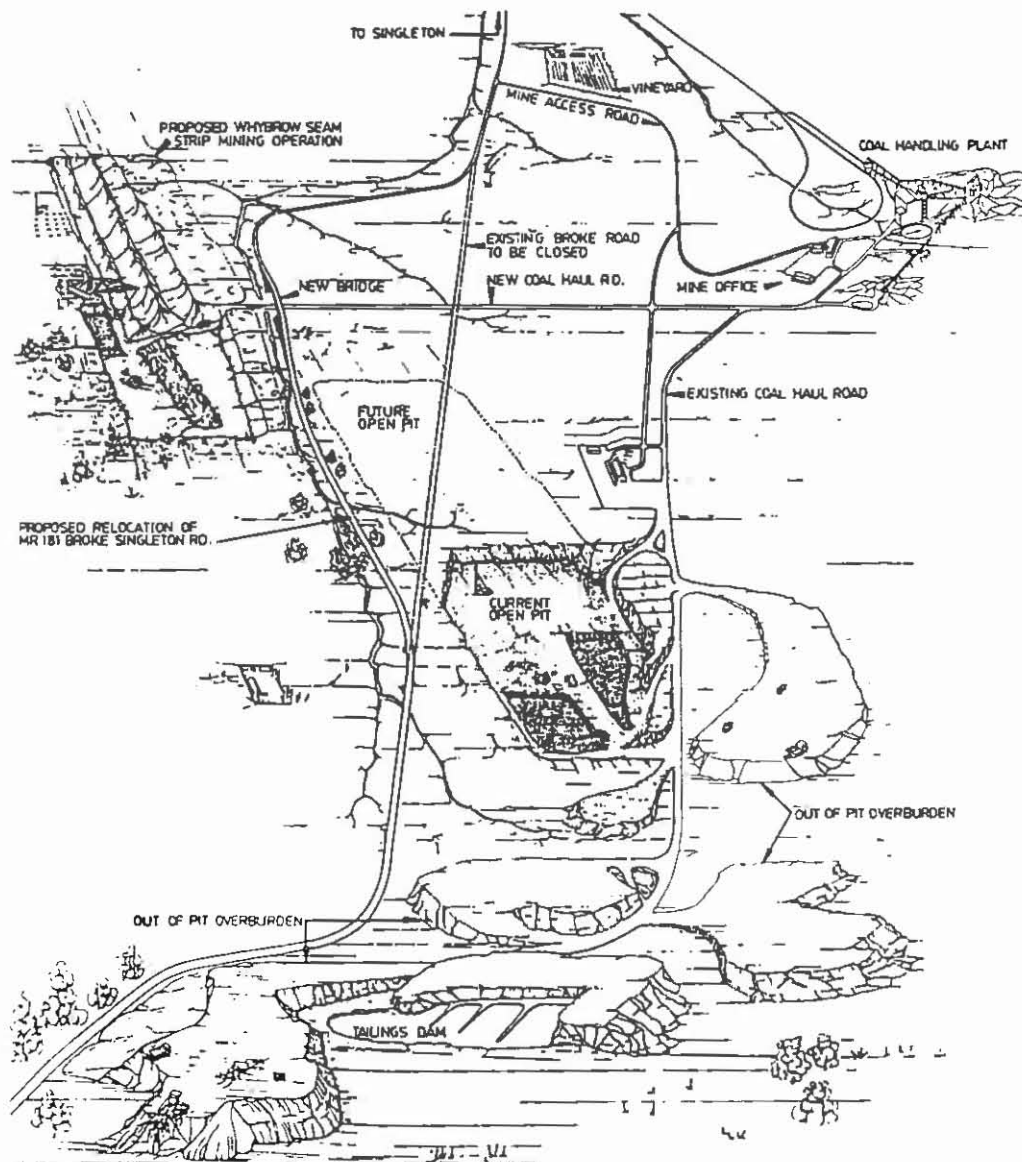 TO SINGLETON
VINEYARD
MINE ACCESS ROAD
PROPOSED WHYBROW SEAM
STRIP MINING OPERATION
COAL HANDLING PLANT
EXISTING BROKE ROAD
TO BE CLOSED
NEW BRIDGE
NEW COAL HAUL RD.
MINE OFFICE
EXISTING COAL HAUL ROAD
FUTURE
OPEN PIT
PROPOSED RELOCATION OF
MR 181 BROKE SINGLETON RD.
CURRENT
OPEN PIT
OUT OF PIT OVERBURDEN
OUT OF PIT OVERBURDEN
TAILINGS DAM